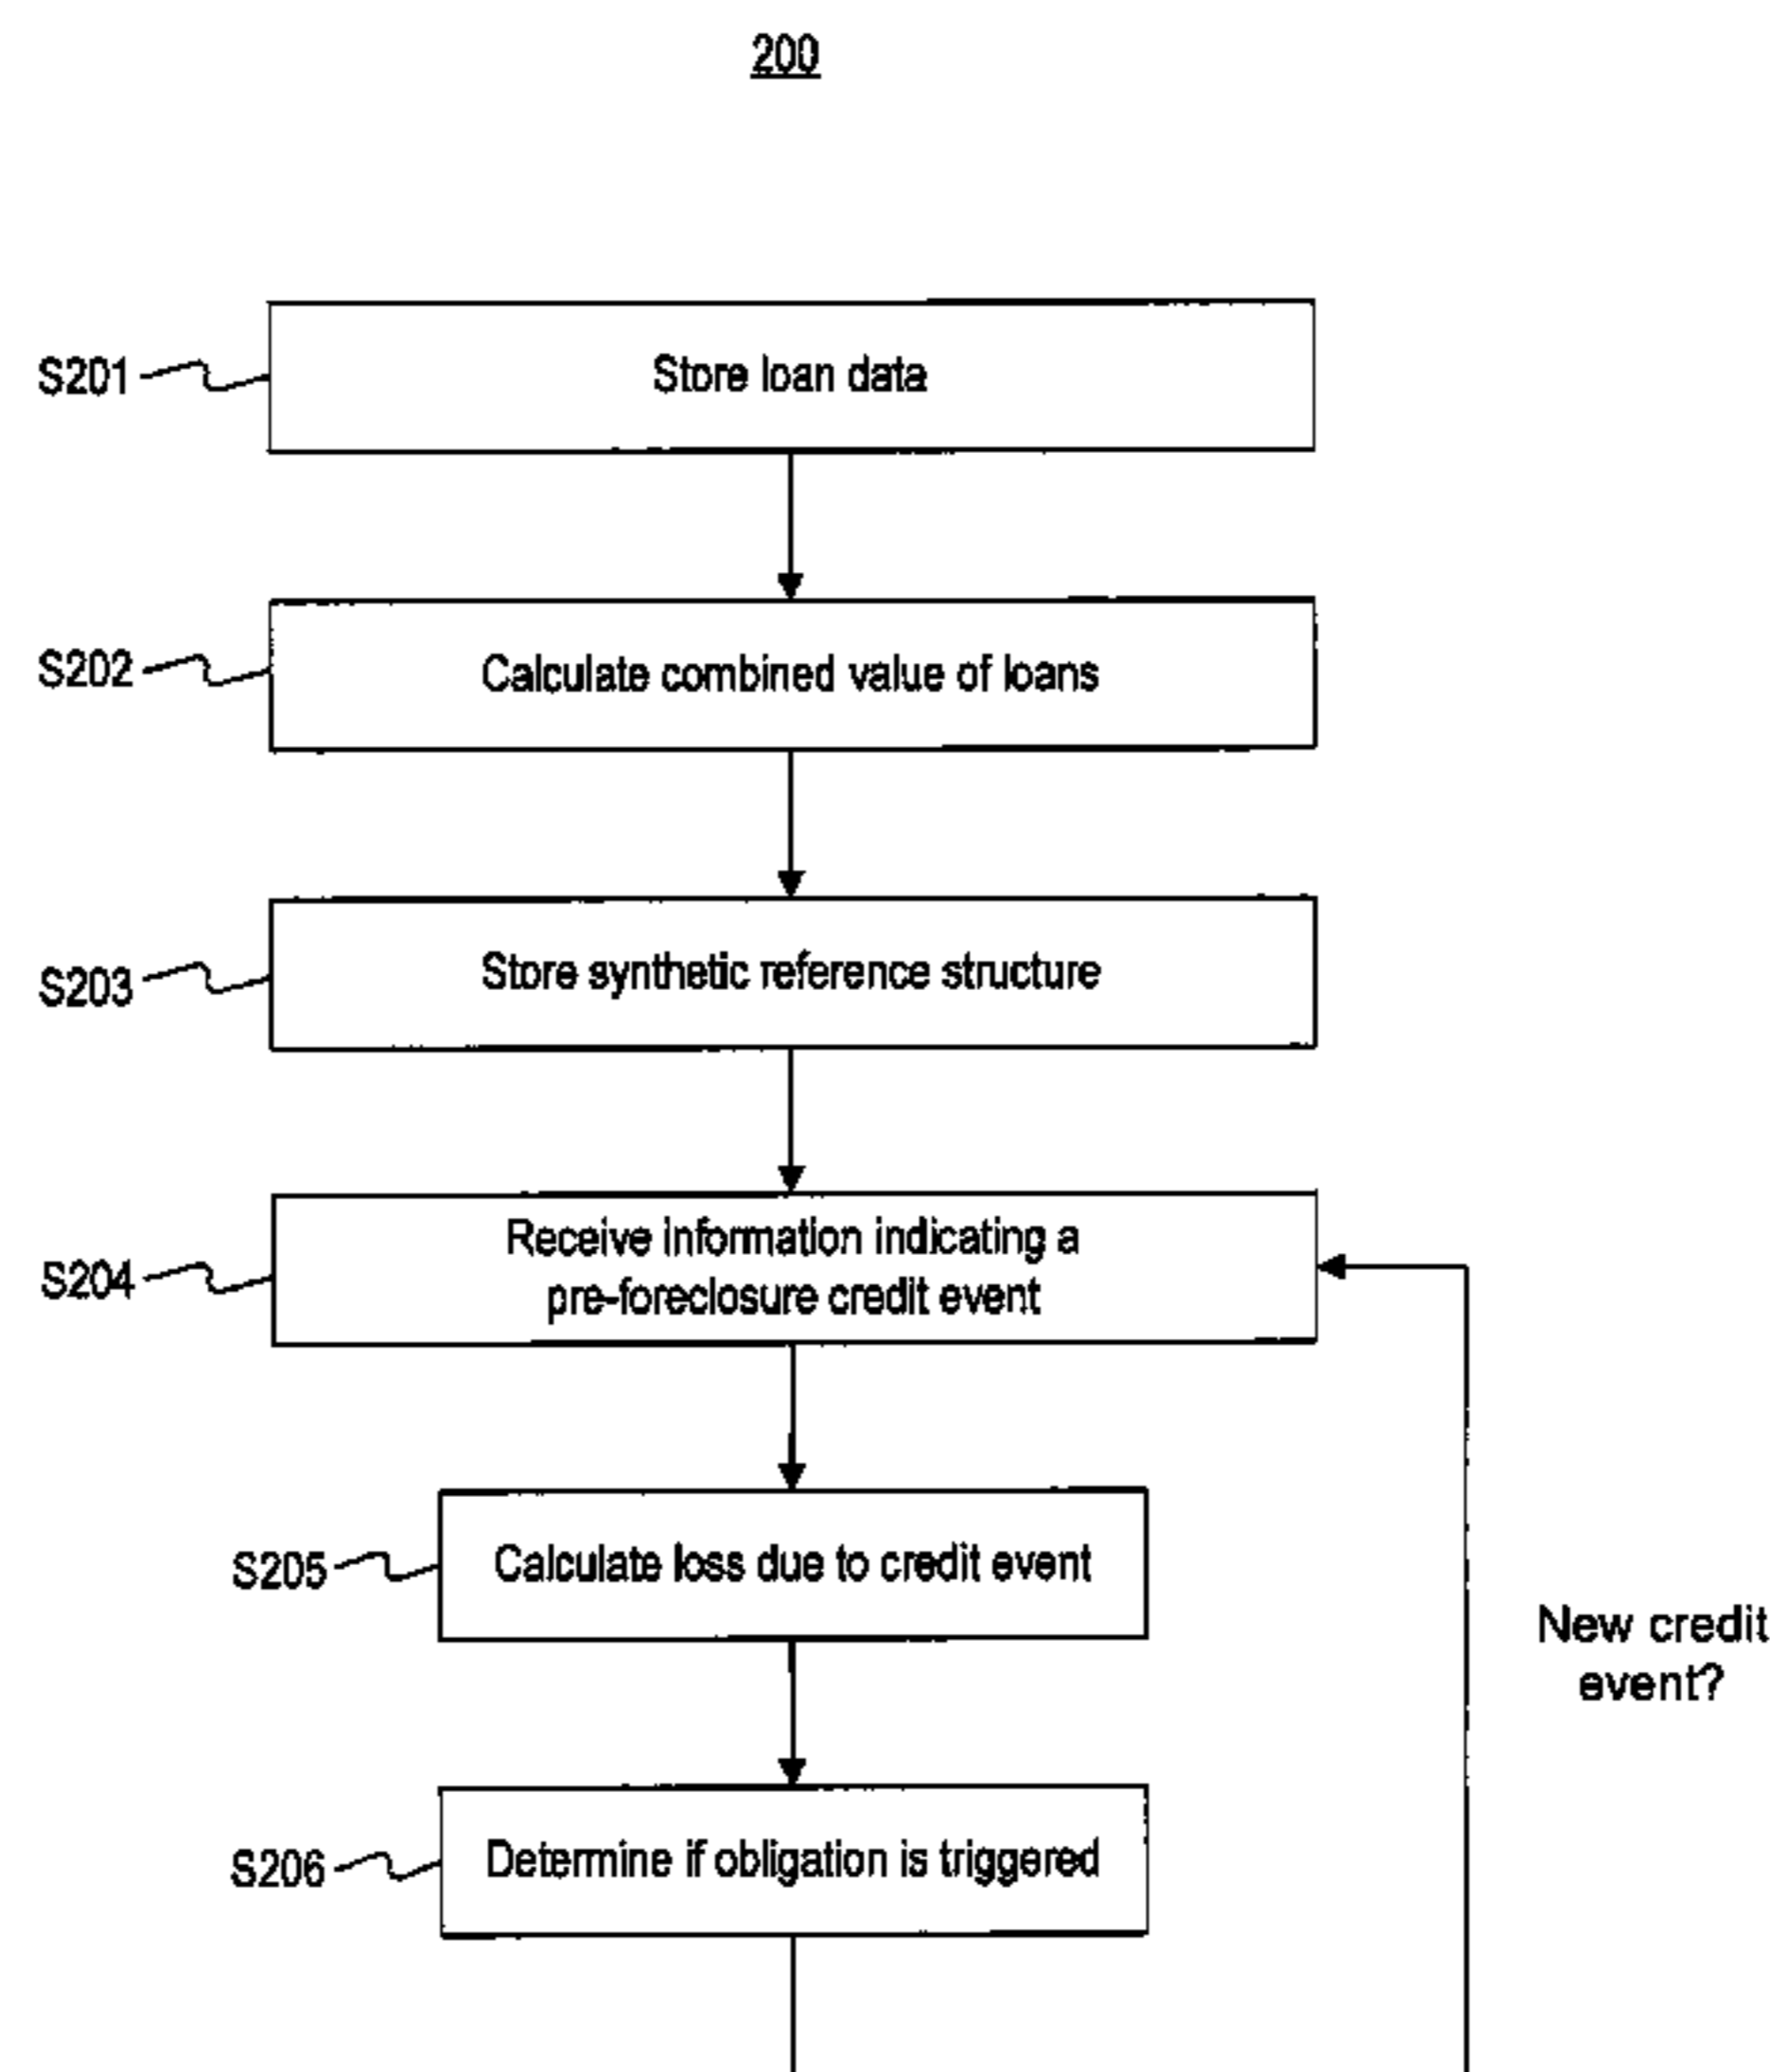 200
S201
Store loan data
S202
Calculate combined value of loans
S203
Store synthetic reference structure
S204
Receive information indicating a
pre-foreclosure credit event
S205
Calculate loss due to credit event
New credit
event?
S206
Determine if obligation is triggered